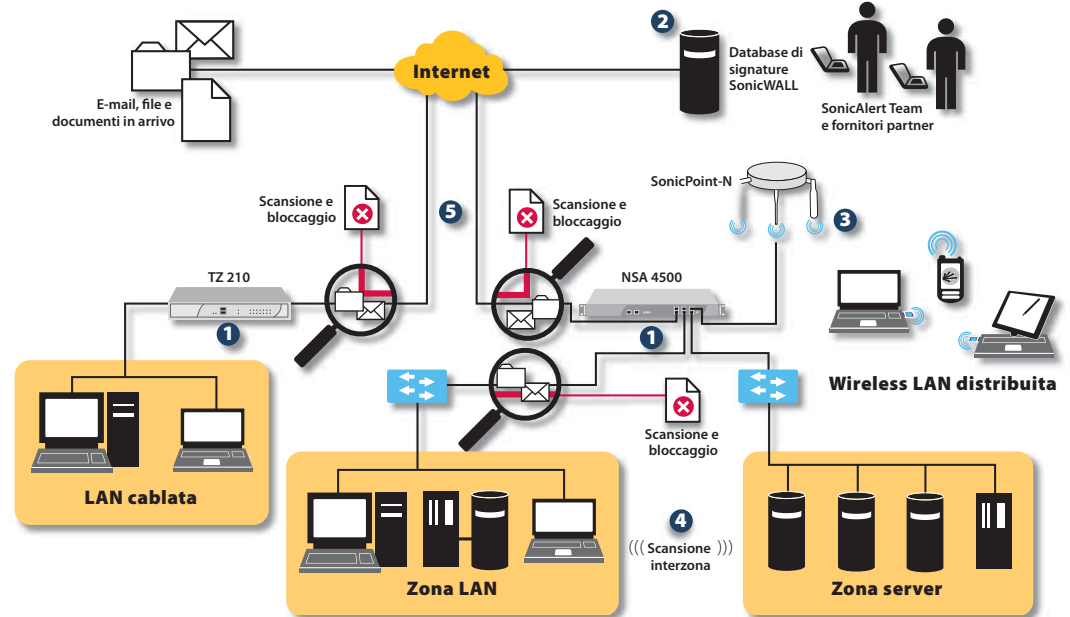 2
Internet
Database di
signature
SonicWALL
E-mail, file e
documenti in arrivo
SonicAlert Team
e fornitori partner
SonicPoint-N
Scansione e
bloccaggio
5
Scansione e
bloccaggio
3
TZ 210
NSA 4500
1
1
Wireless LAN distribuita
Scansione e
bloccaggio
LAN cablata
4
((( Scansione )))
interzona
Zona LAN
Zona server